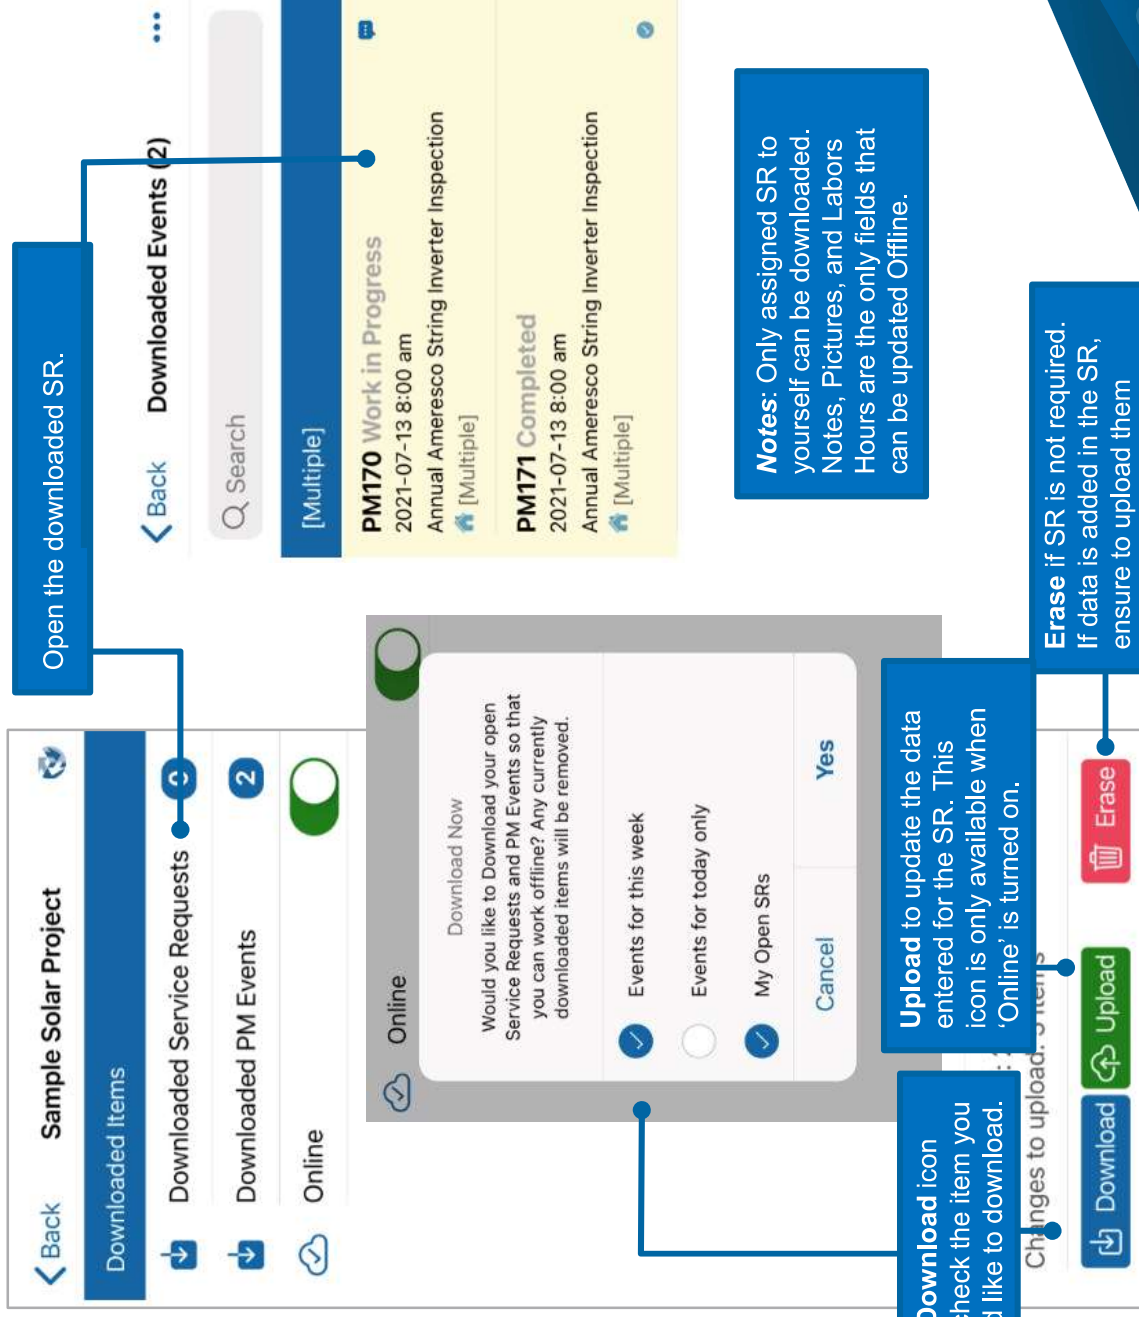 Open the downloaded SR.
Back
Sample Solar Project
Downloaded Items
Downloaded Service Requests
Downloaded PM Events
2
Online
Online
Download Now
Would you like to Download your open
Service Requests and PM Events so that
you can work offline? Any currently
downloaded items will be removed.
Events for this week
Events for today only
My Open SRs
Cancel
Yes
Download icon
check the item you
like to download.
Upload to update the data
entered for the SR. This
icon is only available when
‘Online’ is turned on.
Changes to upload:
Download
Upload
Erase
Erase if SR is not required.
If data is added in the SR,
ensure to upload them
Back
Downloaded Events (2)
Search
[Multiple]
PM170 Work in Progress
2021-07-13 8:00 am
Annual Ameresco String Inverter Inspection
[Multiple]
PM171 Completed
2021-07-13 8:00 am
Annual Ameresco String Inverter Inspection
[Multiple]
Notes: Only assigned SR to
yourself can be downloaded.
Notes, Pictures, and Labors
Hours are the only fields that
can be updated Offline.